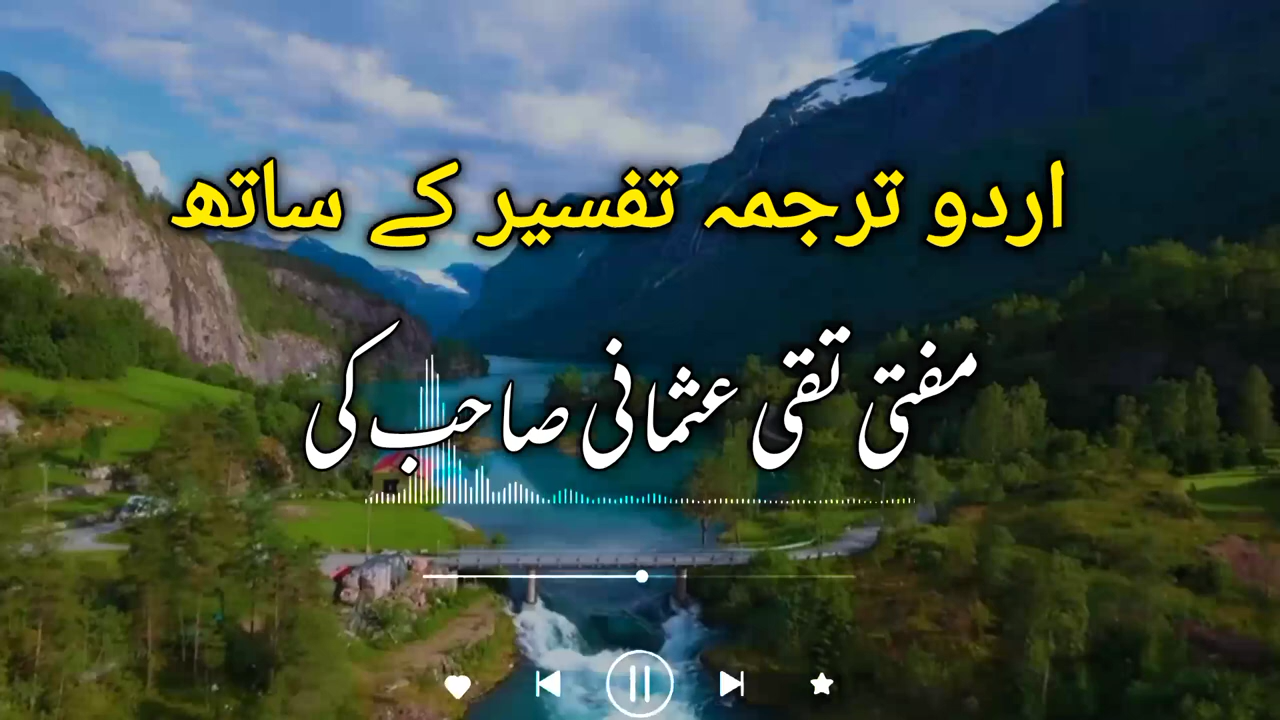 اردو ترجمہ تفسیر کے ساتھ
مفتی تقی عثمانی صاحب کی